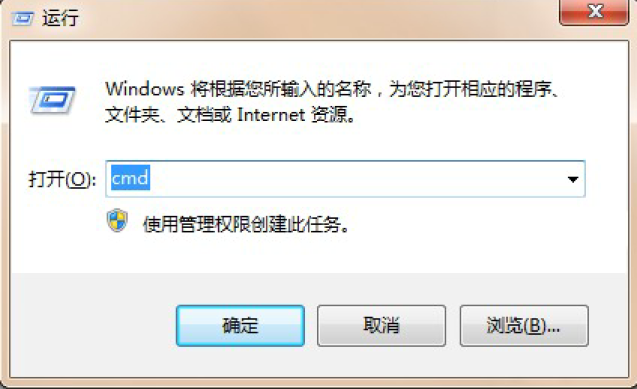 运行
Windows 将根据您所输入的名称，为您打开相应的程序、
文件夹、文档或 Internet 资源。
打开(O): cmd
使用管理权限创建此任务。
确定 取消 浏览(B)...